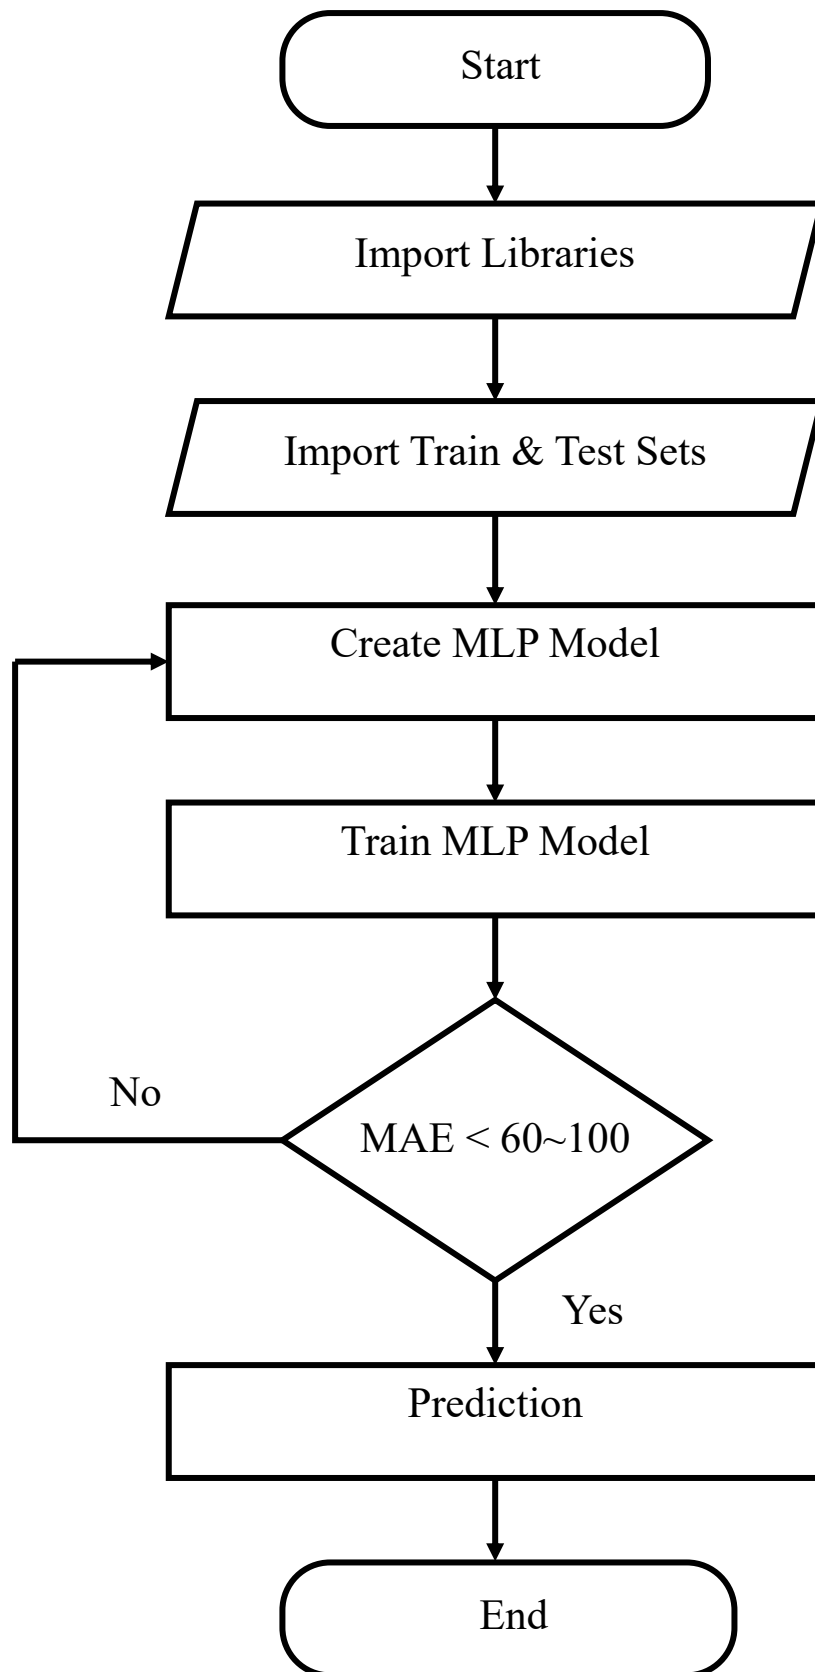 Start
Import Libraries
Import Train & Test Sets
Create MLP Model
Train MLP Model
No
MAE < 60~100
Yes
Prediction
End